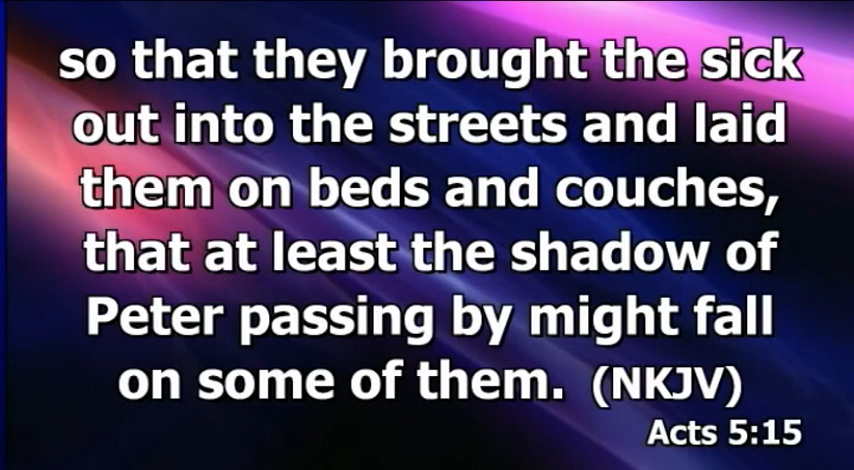 so that they brought the sick
out into the streets and laid
them on beds and couches,
that at least the shadow of
Peter passing by might fall
on some of them. (NKJV)
Acts 5:15